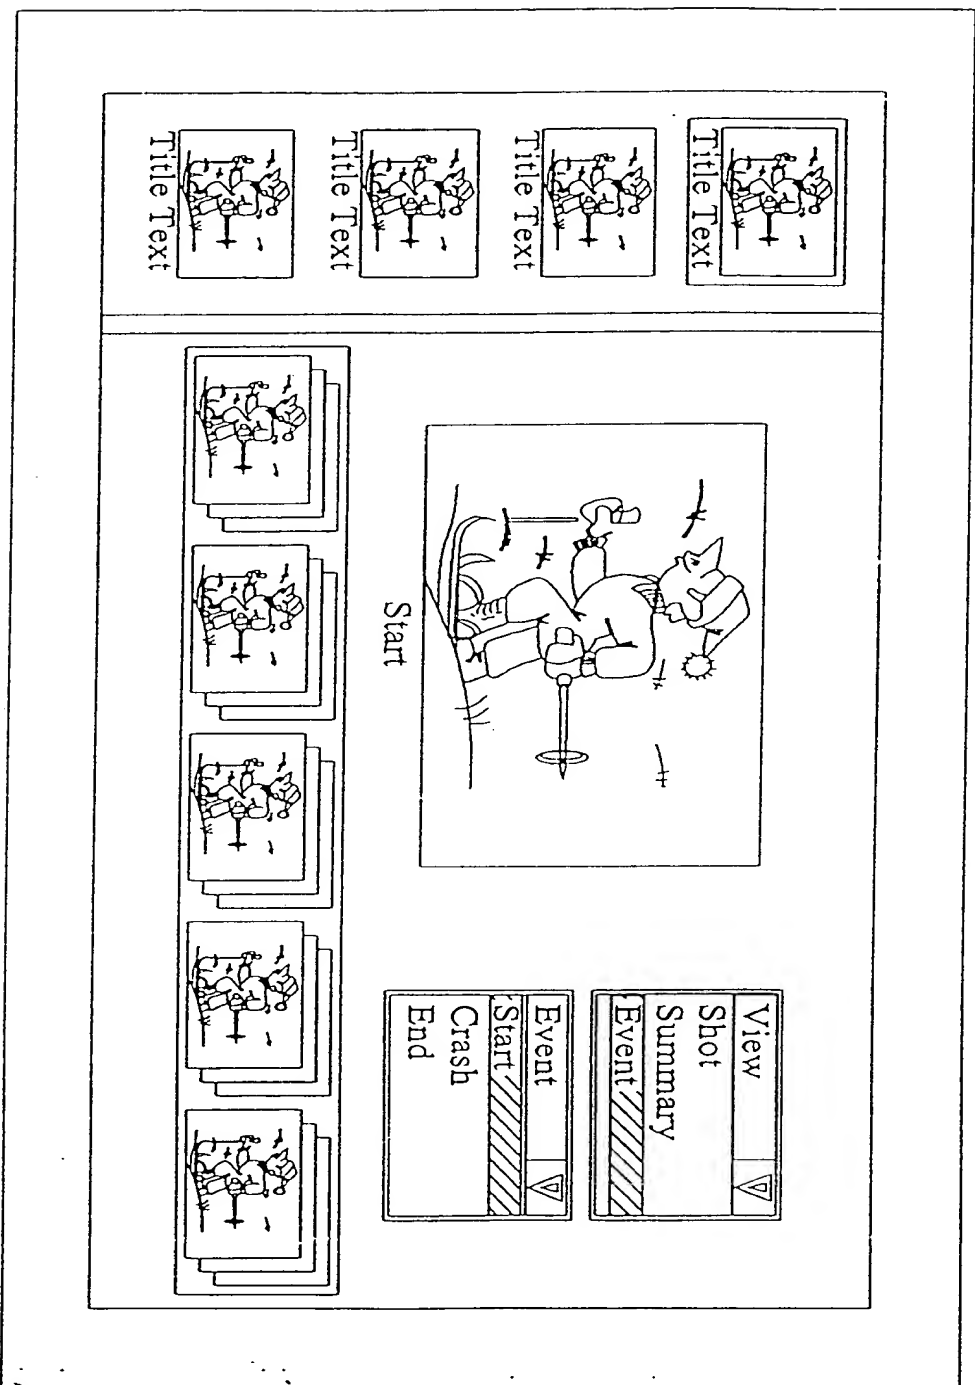 Title Text
Title Text
Title Text
Title Text
Start
View
Shot
Summary
Event
Event
Start
Crash
End